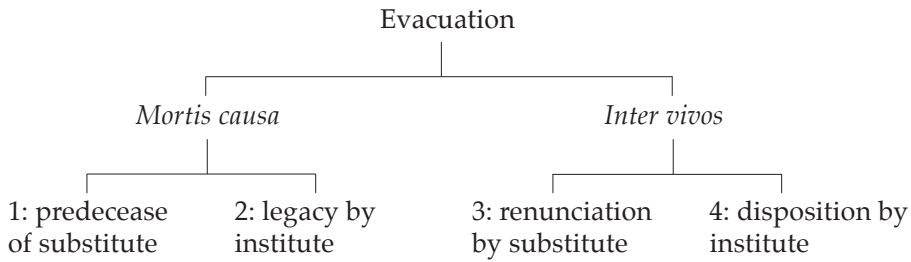 Evacuation
Mortis causa
Inter vivos
1: predecease
of substitute
2: legacy by
institute
3: renunciation
by substitute
4: disposition by
institute